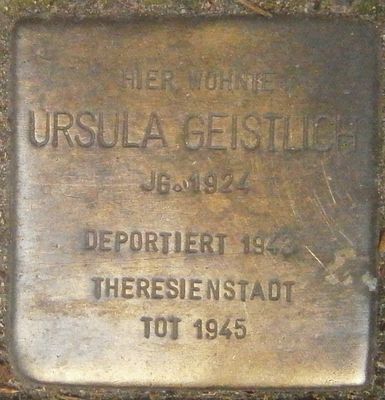 HIER WOHNTE
URSULA GEISTLICH
JG. 1924
DEPORTIERT 1943
THERESIENSTADT
TOT 1945